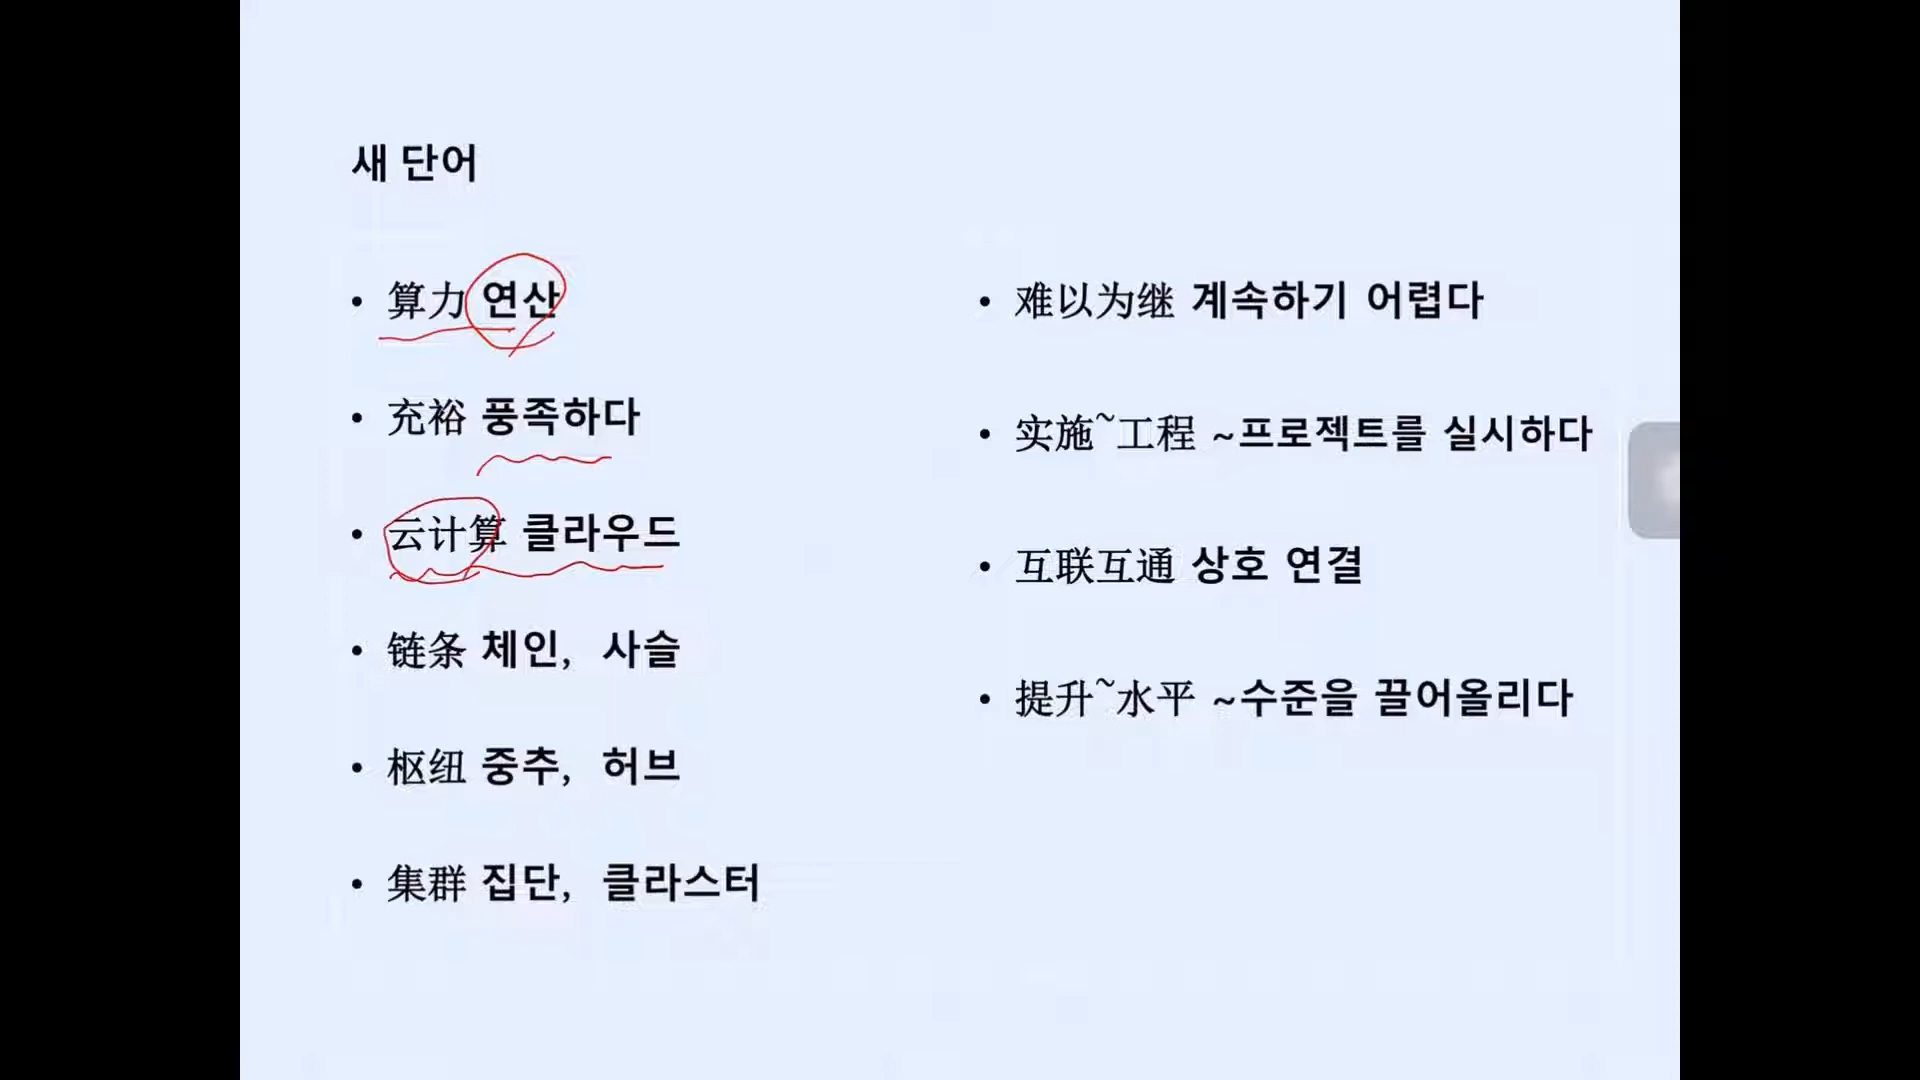 새 단어
• 算力 연산
• 充裕 풍족하다
• 云计算 클라우드
• 链条 체인, 사슬
• 枢纽 중추, 허브
• 集群 집단, 클라스터
• 难以为继 계속하기 어렵다
• 实施~工程 ~프로젝트를 실시하다
• 互联互通 상호 연결
• 提升~水平 ~수준을 끌어올리다